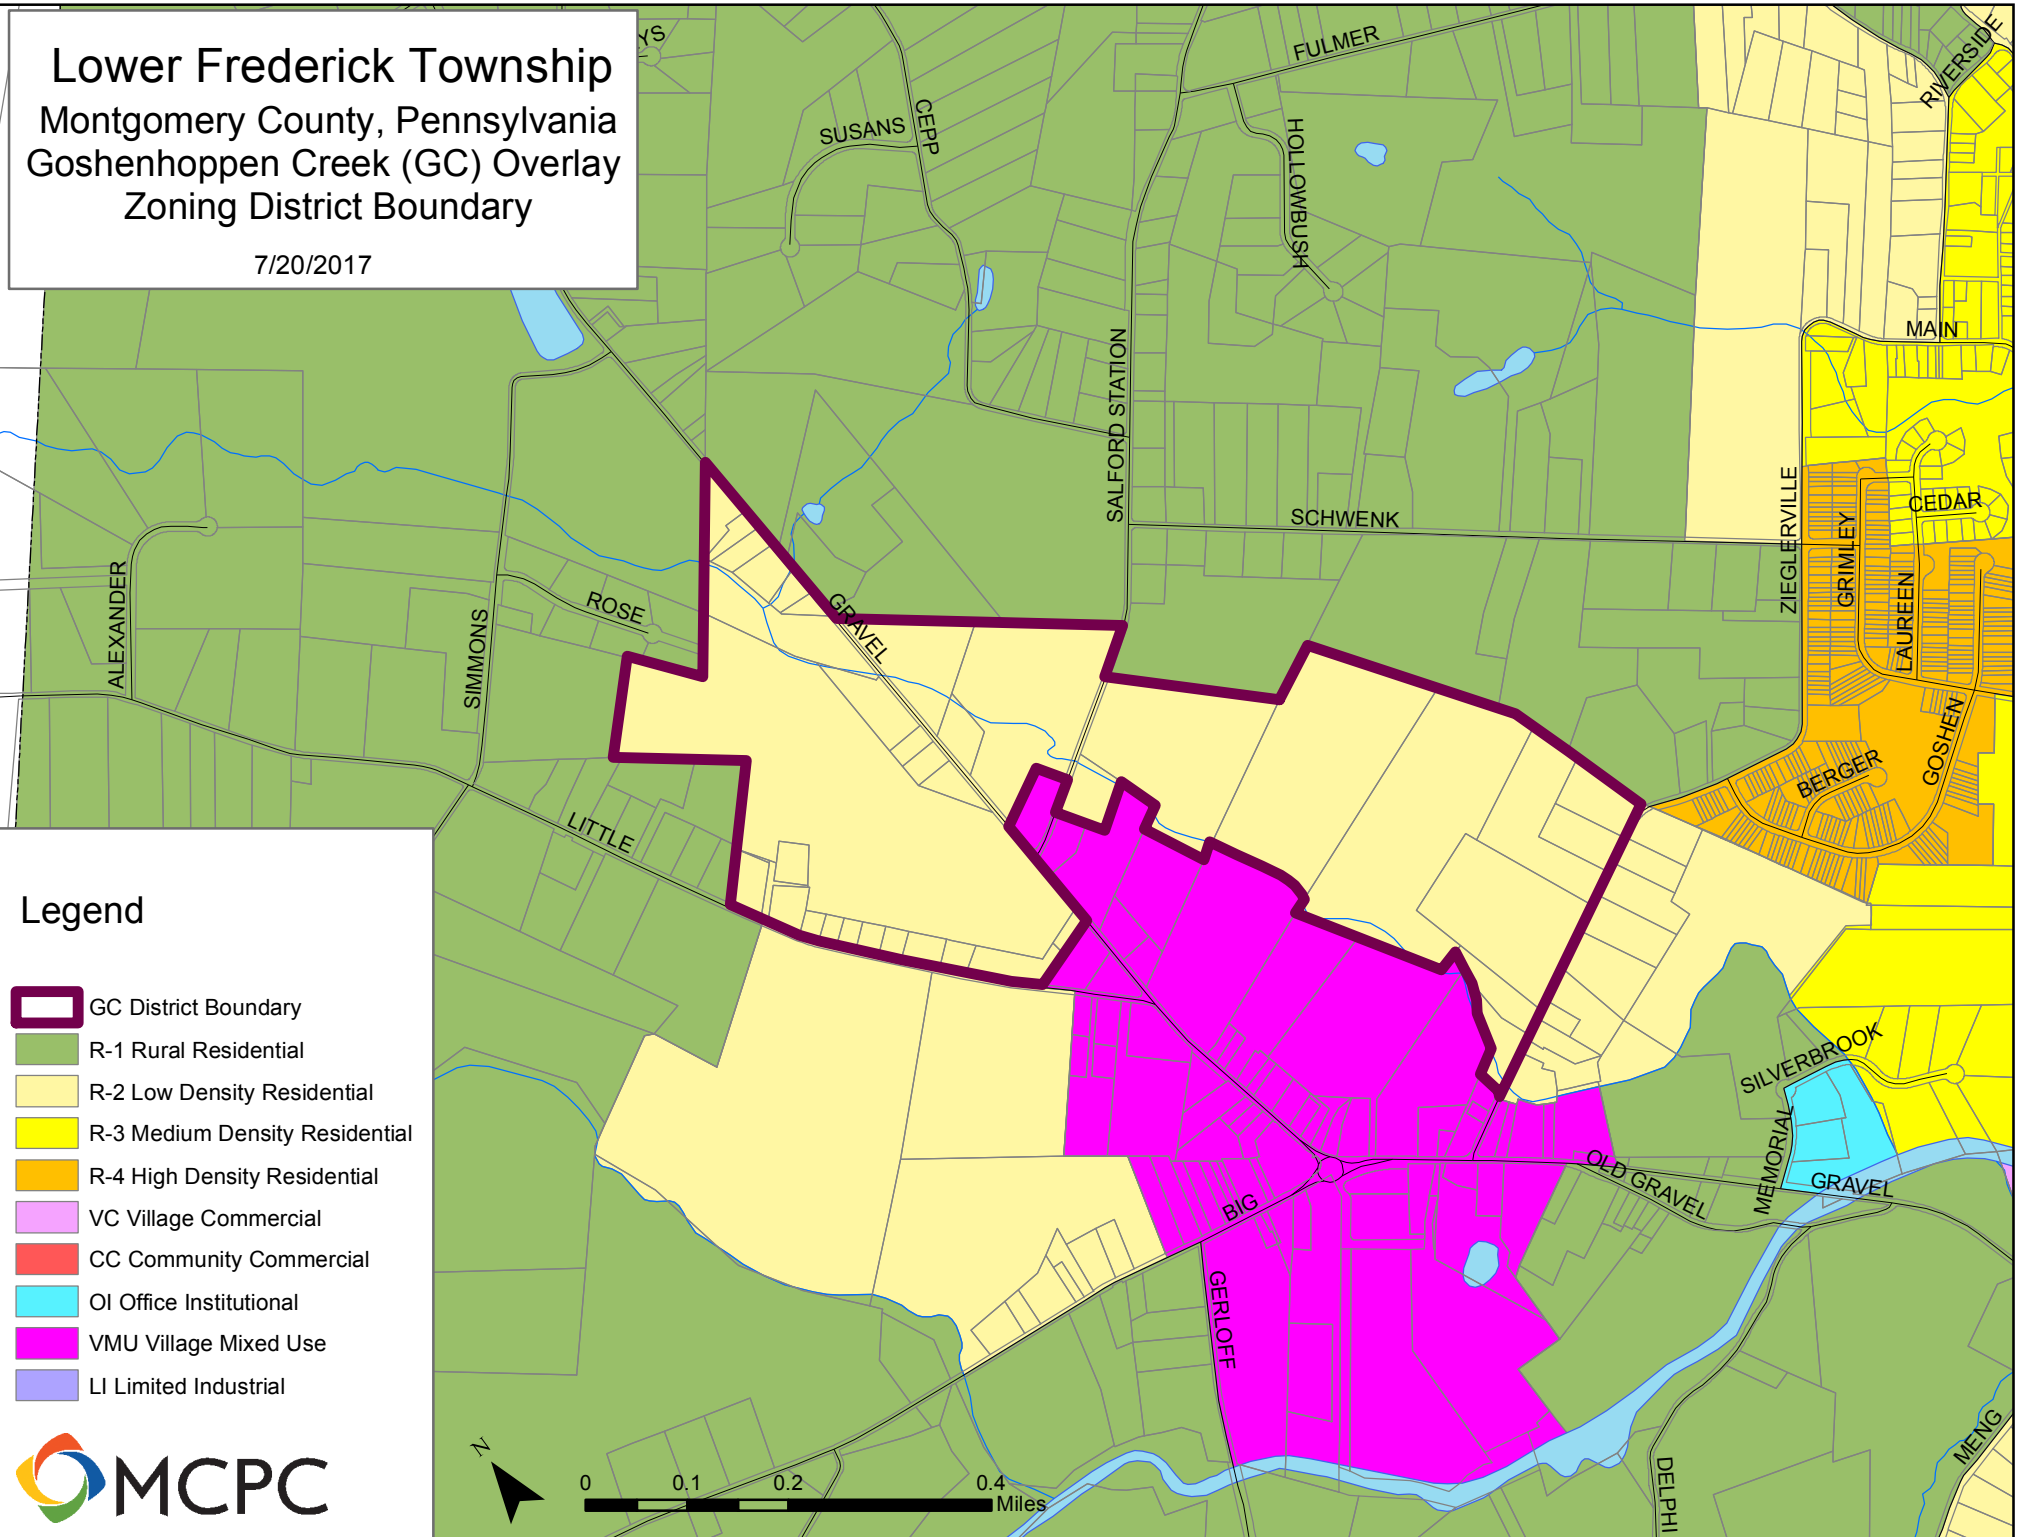 Lower Frederick Township
Montgomery County, Pennsylvania
Goshenhoppen Creek (GC) Overlay
Zoning District Boundary
7/20/2017
YS
FULMER
RIVERSIDE
SUSANS
CEPP
HOLLOWBUSH
MAIN
SALFORD STATION
SCHWENK
ZIEGLERVILLE
GRIMLEY
CEDAR
LAUREEN
ALEXANDER
ROSE
SIMMONS
GRAVEL
GOSHEN
BERGER
LITTLE
SILVERBROOK
MEMORIAL
OLD GRAVEL
GRAVEL
BIG
GERLOFF
DELPHI
MENG
Legend
GC District Boundary
R-1 Rural Residential
R-2 Low Density Residential
R-3 Medium Density Residential
R-4 High Density Residential
VC Village Commercial
CC Community Commercial
OI Office Institutional
VMU Village Mixed Use
LI Limited Industrial
MCPC
N
0 0.1 0.2 0.4
Miles